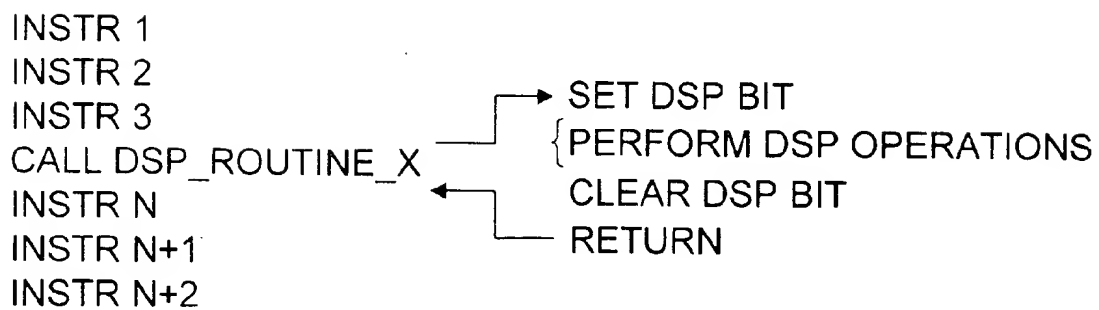 INSTR 1
INSTR 2
INSTR 3
CALL DSP_ROUTINE_X
INSTR N
INSTR N+1
INSTR N+2
SET DSP BIT
{PERFORM DSP OPERATIONS
CLEAR DSP BIT
RETURN